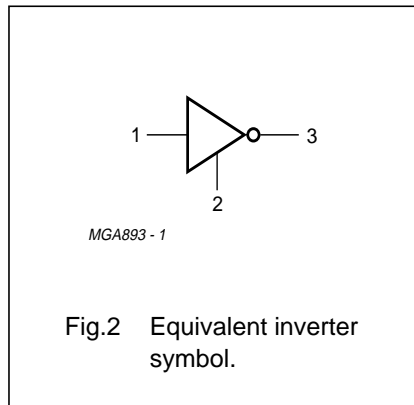 1
3
2
MGA893 - 1
Fig.2 Equivalent inverter
symbol.